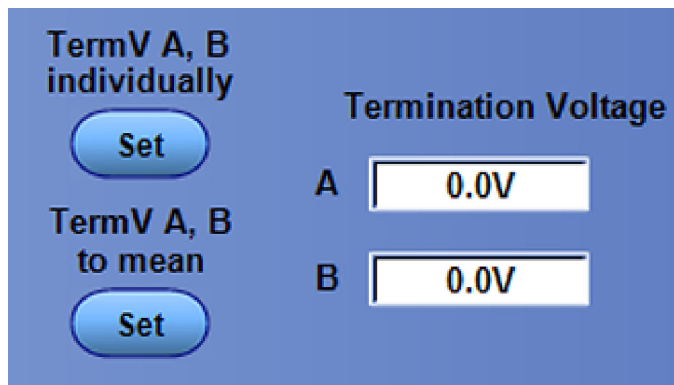 TermV A, B
individually
Set
TermV A, B
to mean
Set
Termination Voltage
A 0.0V
B 0.0V